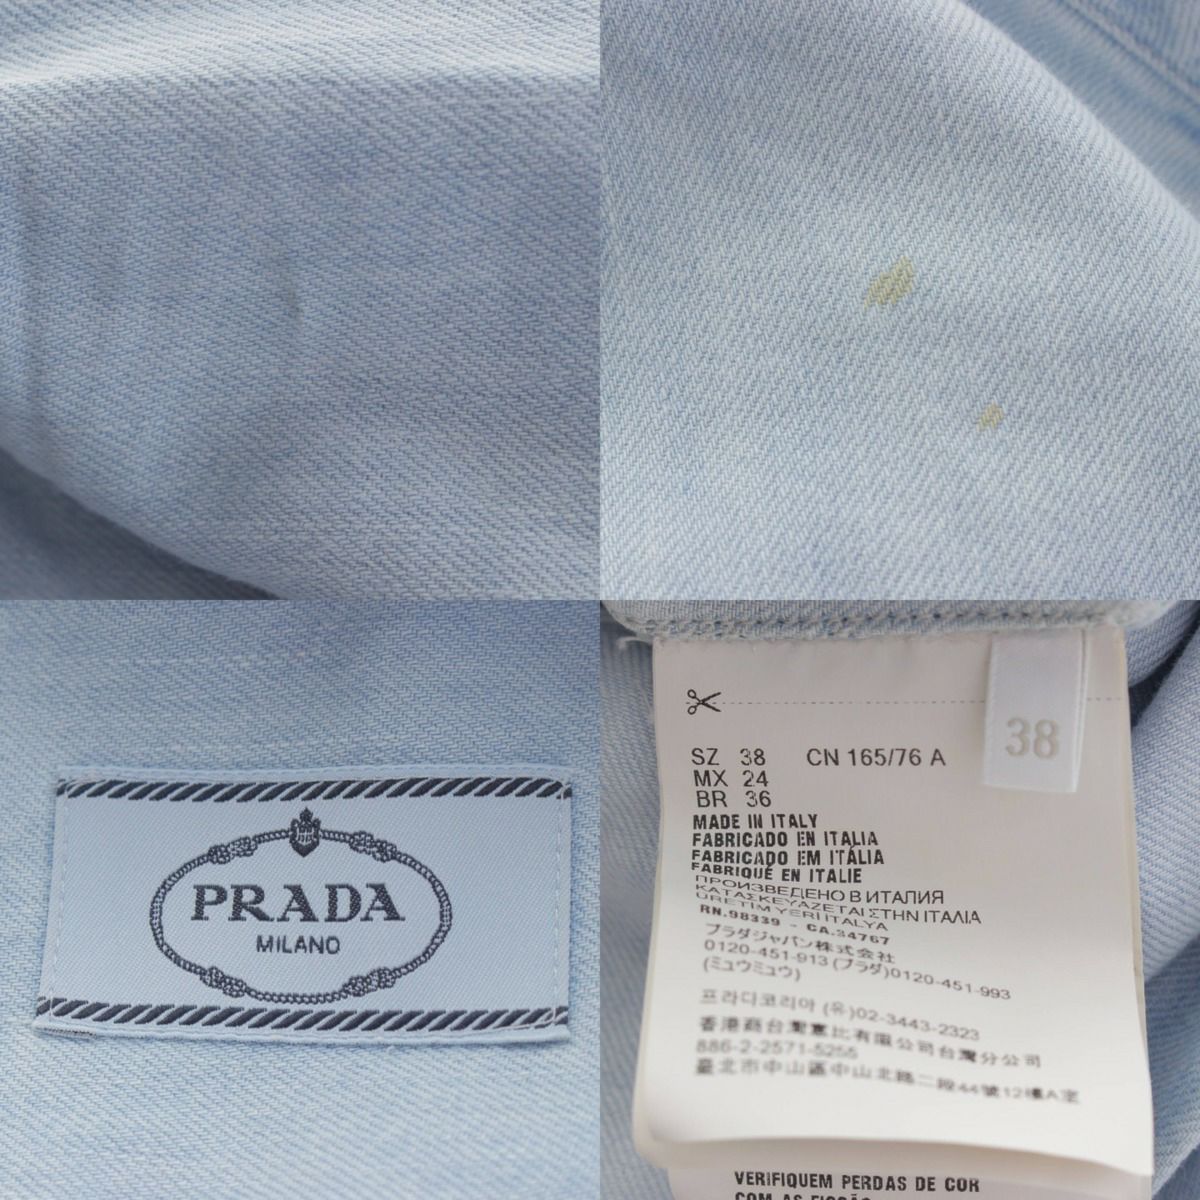 PRADA
MILANO
38
SZ 38 CN 165/76 A
MX 24
BR 36
MADE IN ITALY
FABRICADO EN ITALIA
FABRICADO EM ITÁLIA
FABRIQUÉ EN ITALIE
ПРОИЗВЕДЕНО В ИТАЛИЯ
ΚΑΤΑΣΚΕΥΑΖΕΤΑΙ ΣΤΗΝ ΙΤΑΛΙΑ
ÜRETIM YERI İTALYA
RN.98339 - CA.34767
プラダジャパン株式会社
0120-451-913 (プラダ)0120-451-993
(ミュウミュウ)
프라다코리아 (유)02-3443-2323
香港商台灣普比有限公司台灣分公司
886-2-2571-5255
臺北市中山區中山北路二段44號12樓A室
VERIFIQUEM PERDAS DE COR